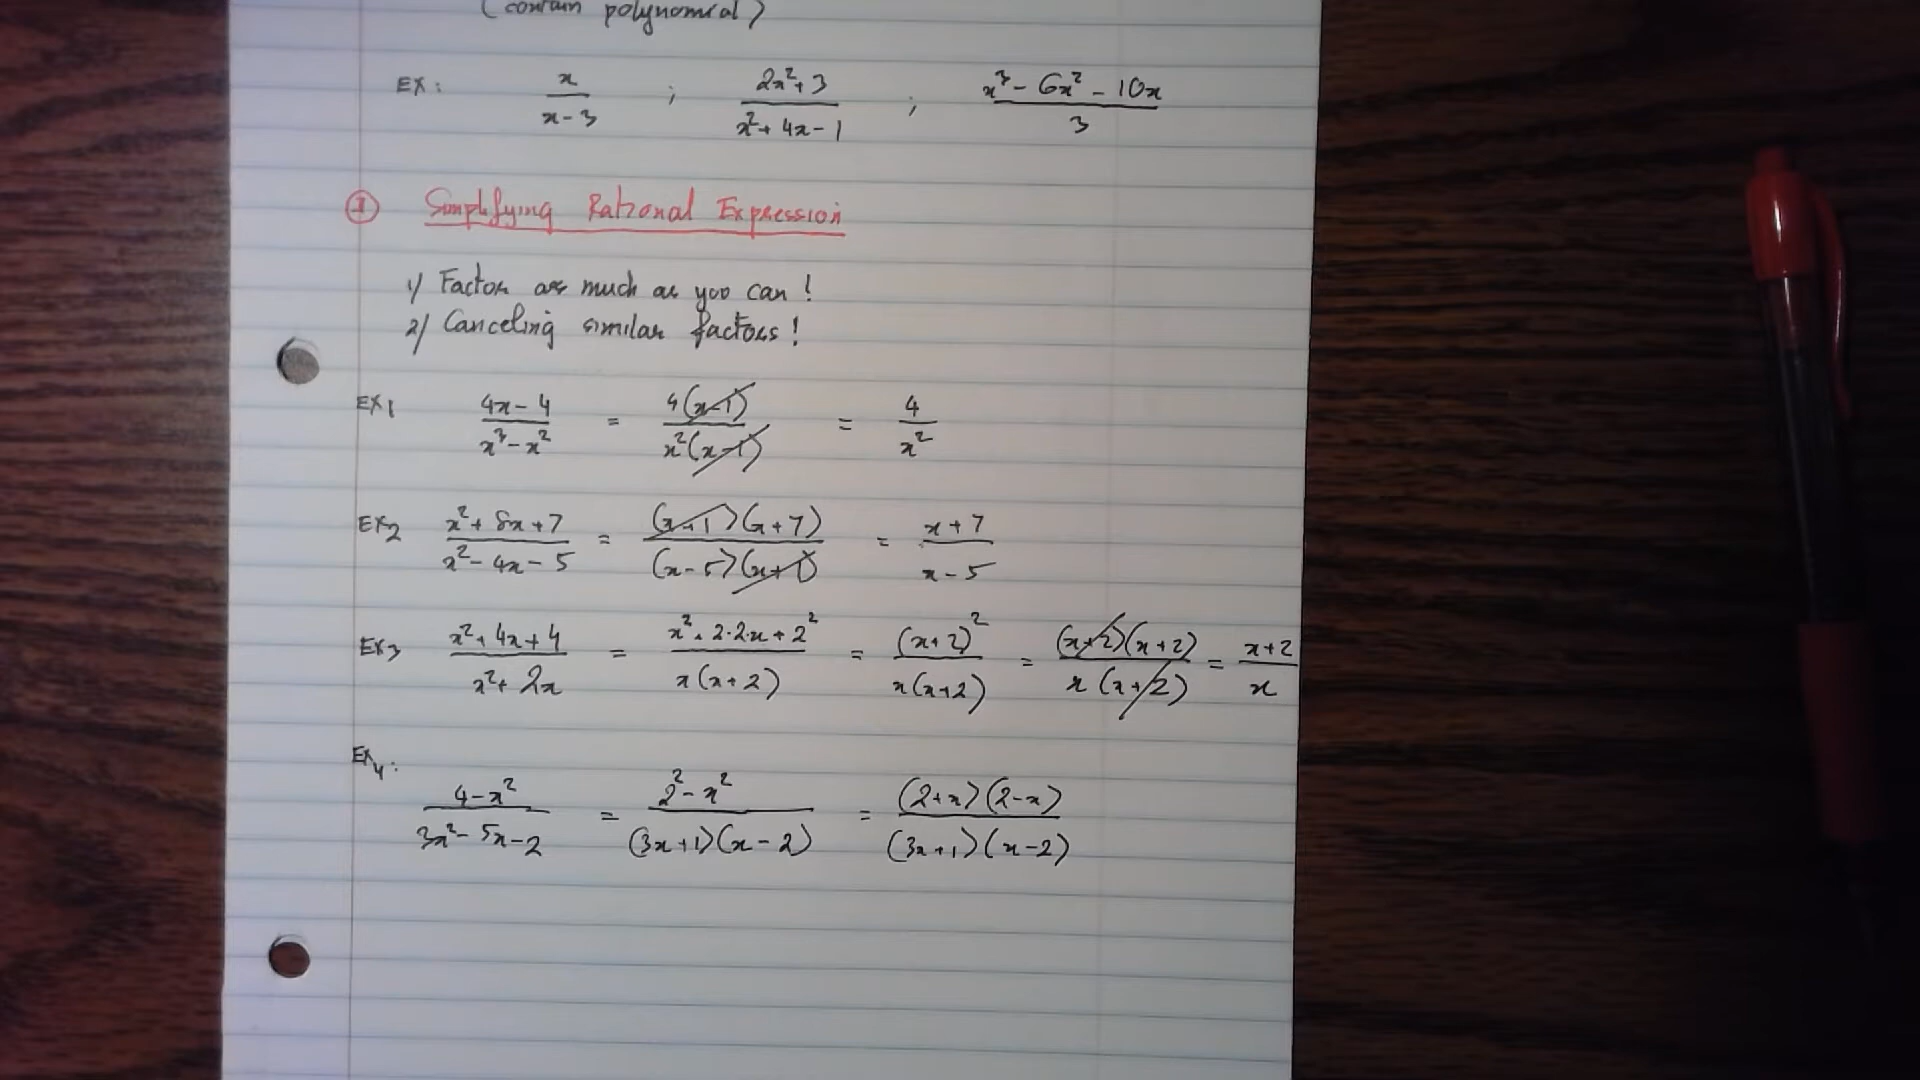 (contain polynomial)
EX: x/(x-3) ; (2x²+3)/(x²+4x-1) ; (x³-6x²-10x)/3
① Simplifying Rational Expression
1) Factor as much as you can!
2) Canceling similar factors!
EX1 (4x-4)/(x³-x²) = 4(x-1)/x²(x-1) = 4/x²
EX2 (x²+8x+7)/(x²-4x-5) = (x+1)(x+7)/(x-5)(x+1) = (x+7)/(x-5)
EX3 (x²+4x+4)/(x²+2x) = (x²+2·2x+2²)/x(x+2) = (x+2)²/x(x+2) = (x+2)(x+2)/x(x+2) = (x+2)/x
EX4:
(4-x²)/(3x²-5x-2) = (2²-x²)/(3x+1)(x-2) = (2+x)(2-x)/(3x+1)(x-2)